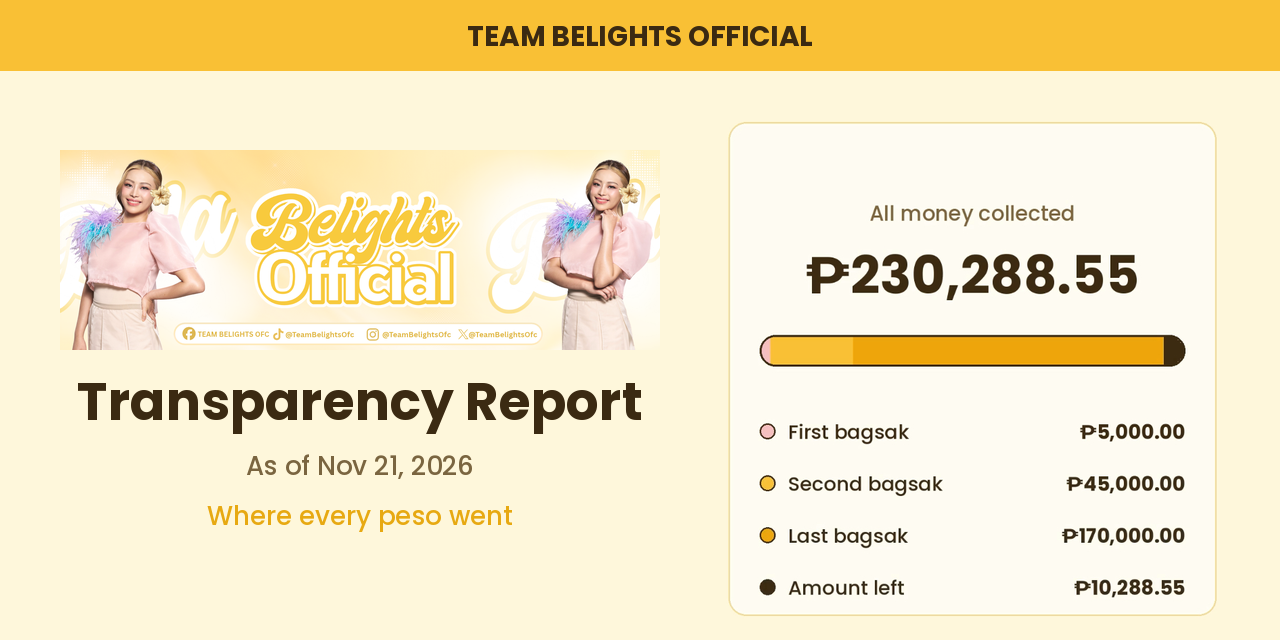 TEAM BELIGHTS OFFICIAL
Belights
Official
TEAM BELIGHTS OFC @TeamBelightsOfc @TeamBelightsOfc @TeamBelightsOfc
Transparency Report
As of Nov 21, 2026
Where every peso went
All money collected
₱230,288.55
First bagsak ₱5,000.00
Second bagsak ₱45,000.00
Last bagsak ₱170,000.00
Amount left ₱10,288.55